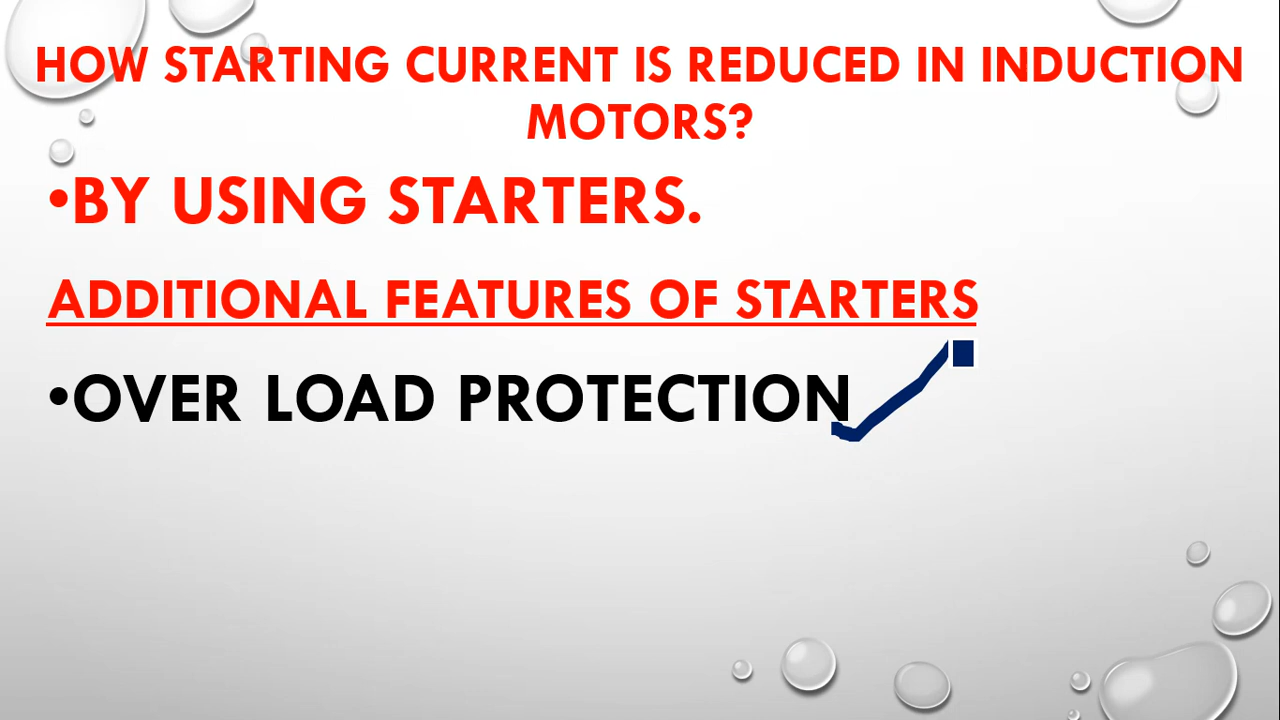 HOW STARTING CURRENT IS REDUCED IN INDUCTION
MOTORS?
•BY USING STARTERS.
ADDITIONAL FEATURES OF STARTERS
•OVER LOAD PROTECTION